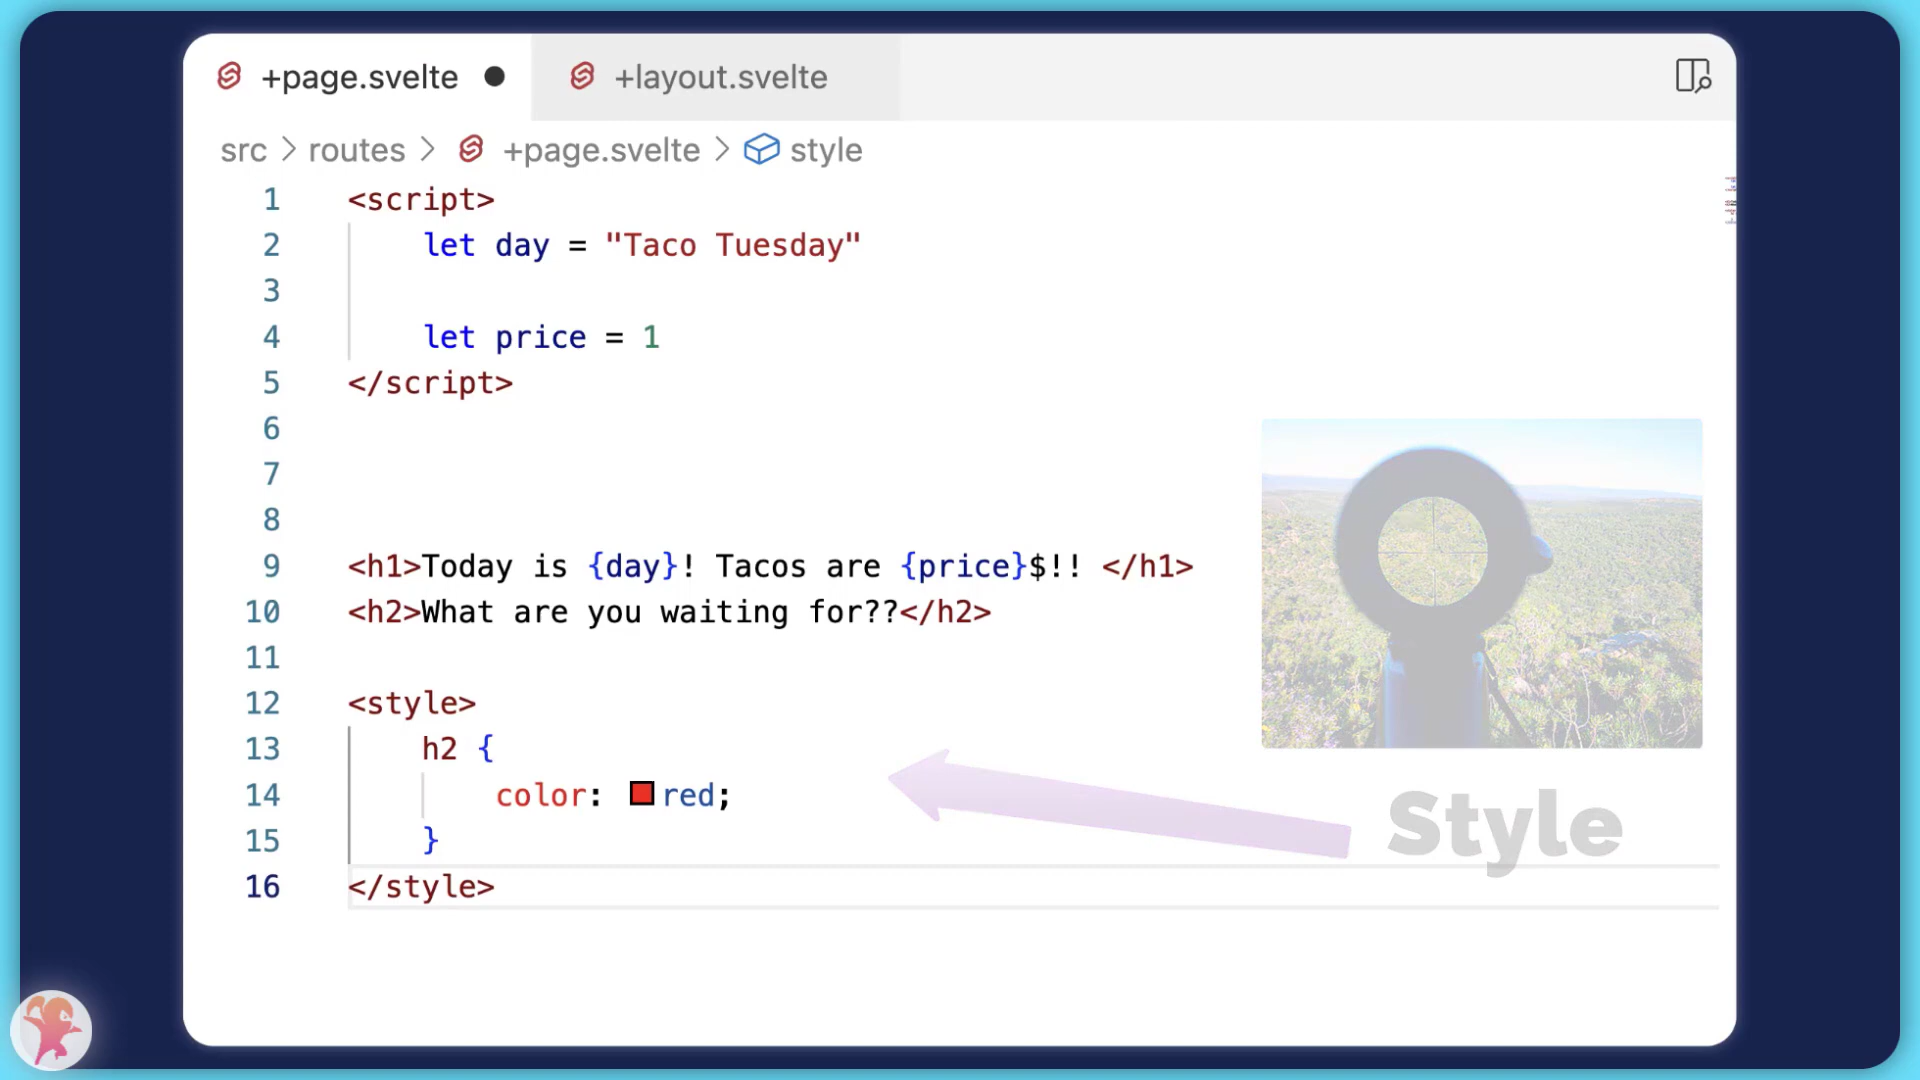 +page.svelte
+layout.svelte
src > routes > +page.svelte > style
1 <script>
2 let day = "Taco Tuesday"
3
4 let price = 1
5 </script>
6
7
8
9 <h1>Today is {day}! Tacos are {price}$!! </h1>
10 <h2>What are you waiting for??</h2>
11
12 <style>
13 h2 {
14 color: red;
15 }
16 </style>
Style